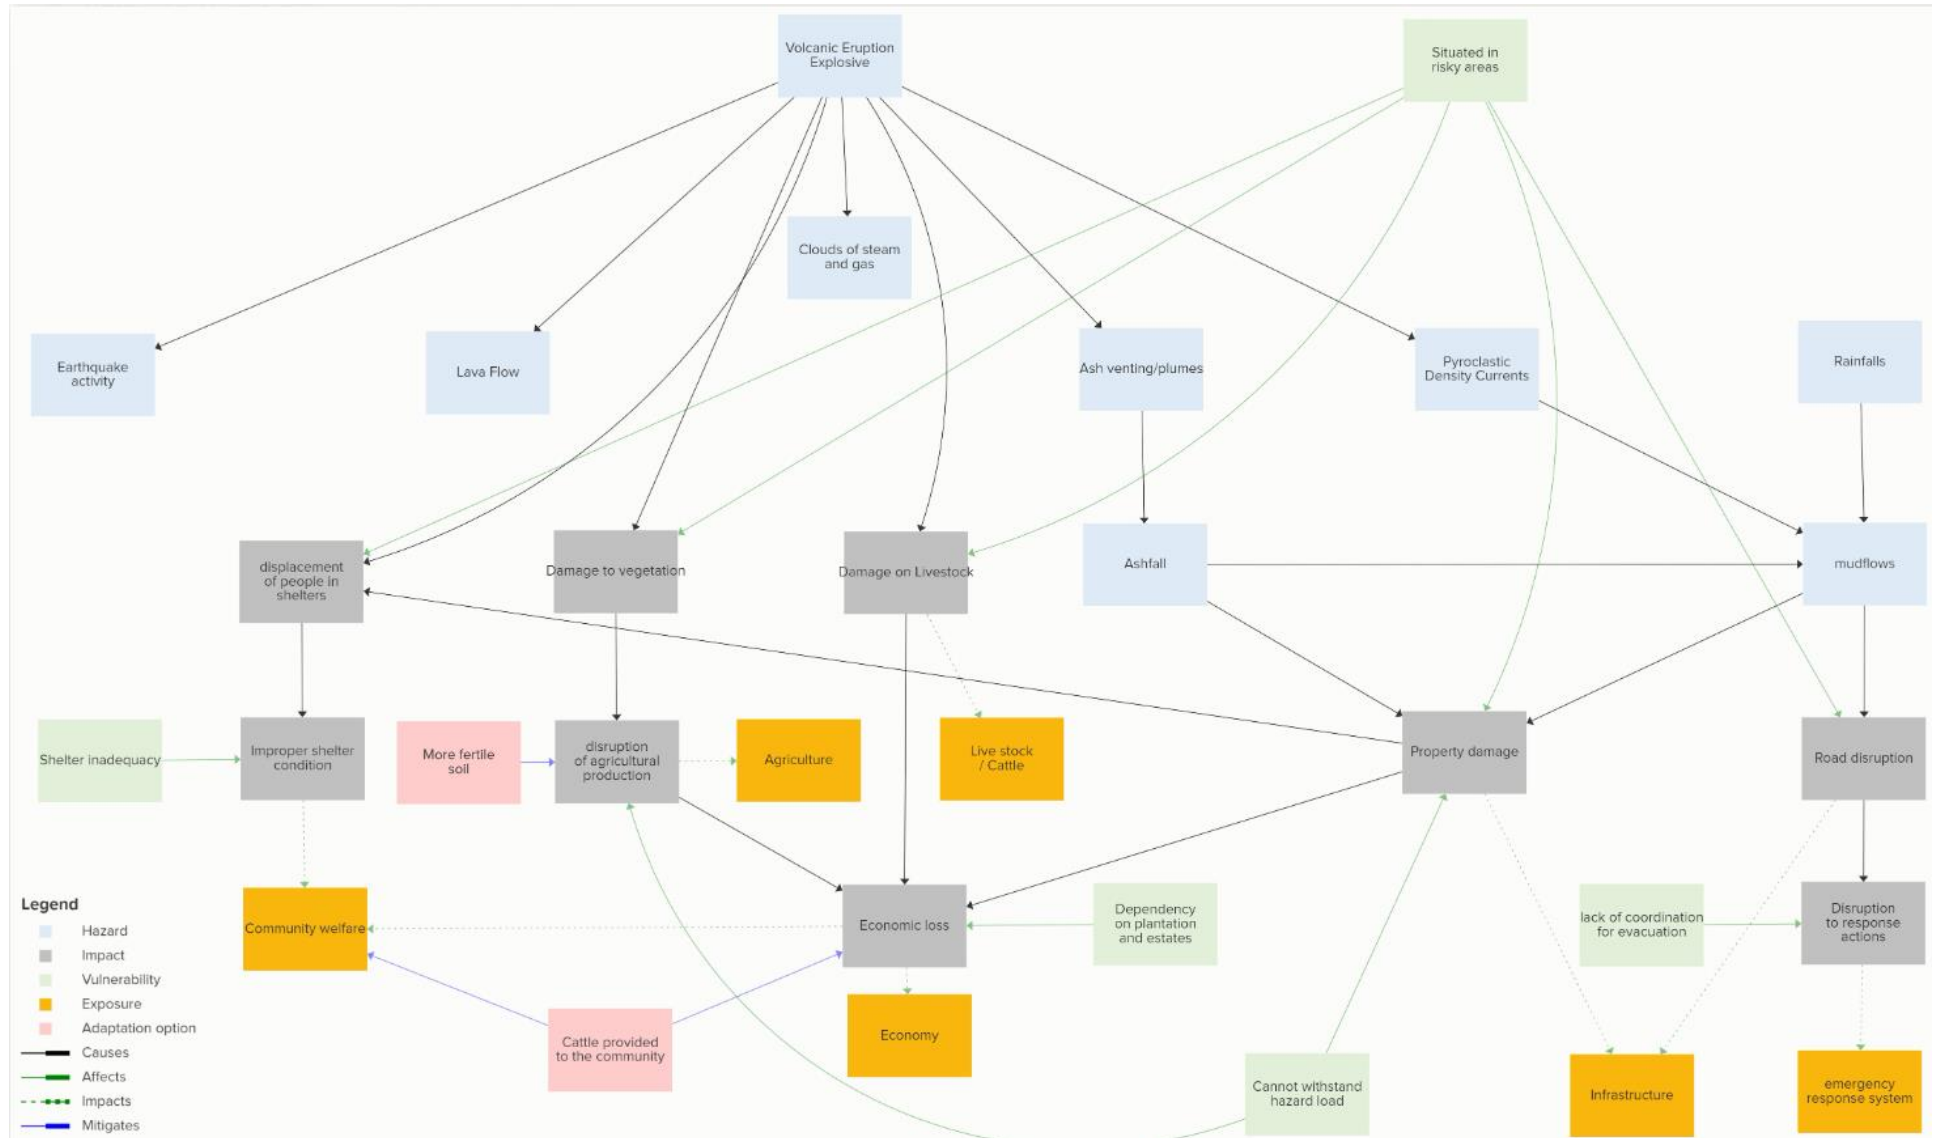 Volcanic Eruption
Explosive
Situated in
risky areas
Clouds of steam
and gas
Earthquake
activity
Lava Flow
Ash venting/plumes
Pyroclastic
Density Currents
Rainfalls
displacement
of people in
shelters
Damage to vegetation
Damage on Livestock
Ashfall
mudflows
Shelter inadequacy
Improper shelter
condition
More fertile
soil
disruption
of agricultural
production
Agriculture
Live stock
/ Cattle
Property damage
Road disruption
Community welfare
Economic loss
Dependency
on plantation
and estates
lack of coordination
for evacuation
Disruption
to response
actions
Cattle provided
to the community
Economy
Cannot withstand
hazard load
Infrastructure
emergency
response system
Legend
Hazard
Impact
Vulnerability
Exposure
Adaptation option
Causes
Affects
Impacts
Mitigates